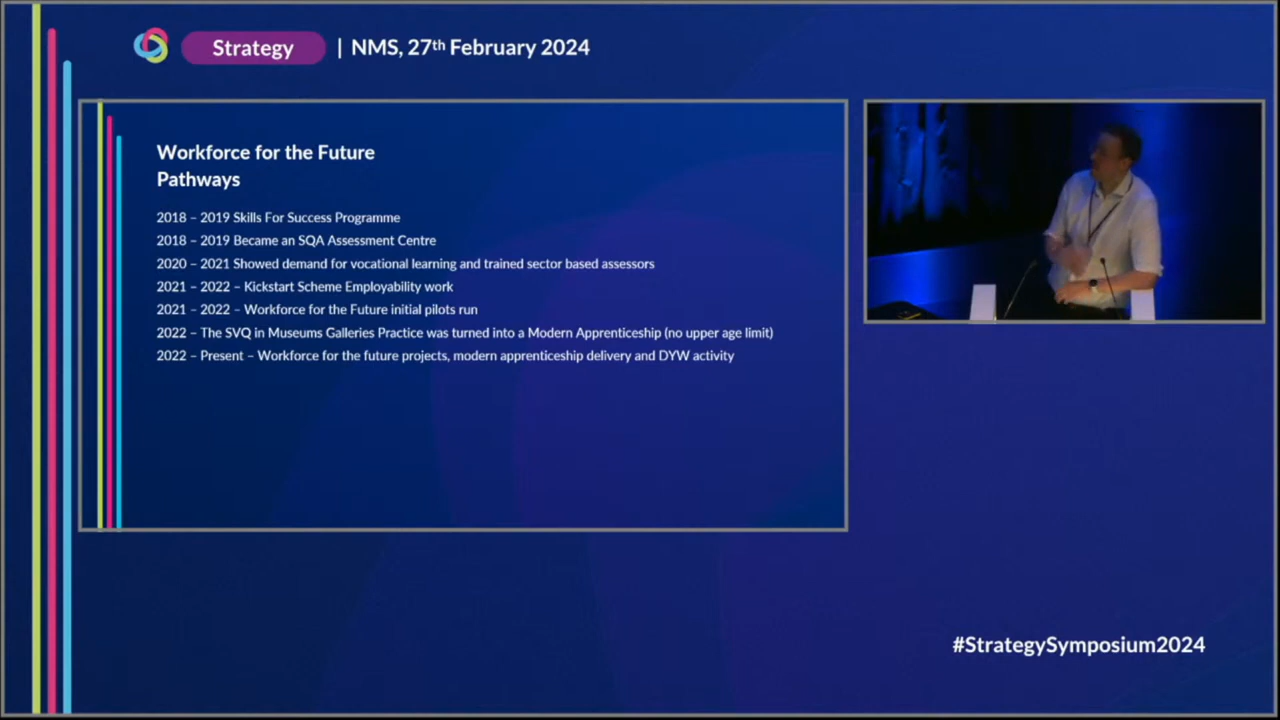 Strategy | NMS, 27th February 2024
Workforce for the Future
Pathways
2018 – 2019 Skills For Success Programme
2018 – 2019 Became an SQA Assessment Centre
2020 – 2021 Showed demand for vocational learning and trained sector based assessors
2021 – 2022 – Kickstart Scheme Employability work
2021 – 2022 – Workforce for the Future initial pilots run
2022 – The SVQ in Museums Galleries Practice was turned into a Modern Apprenticeship (no upper age limit)
2022 – Present – Workforce for the future projects, modern apprenticeship delivery and DYW activity
#StrategySymposium2024